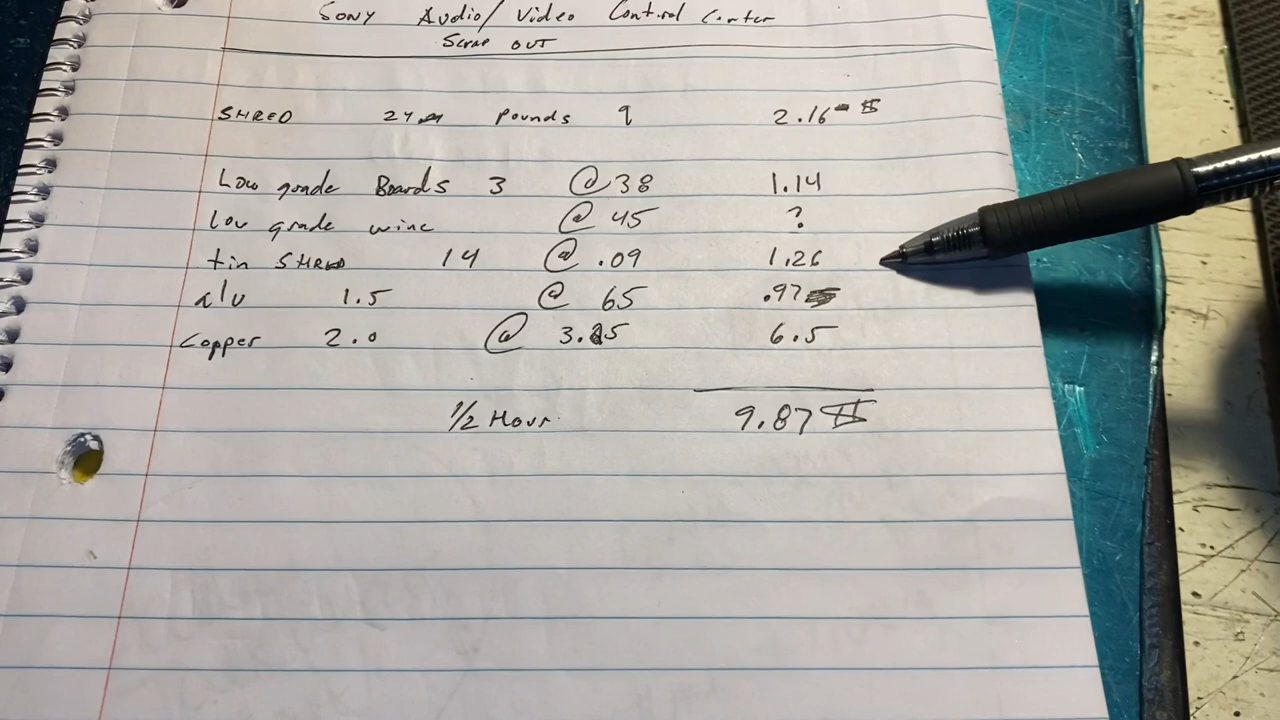 Sony Audio/Video Control Center
Scrap OUT
SHRED 24 pounds 9 2.16 $
Low grade Boards 3 @ 38 1.14
low grade wire @ 45 ?
tin SHRED 14 @ .09 1.26
alu 1.5 @ 65 .97
Copper 2.0 @ 3.25 6.5
1/2 Hour 9.87 $